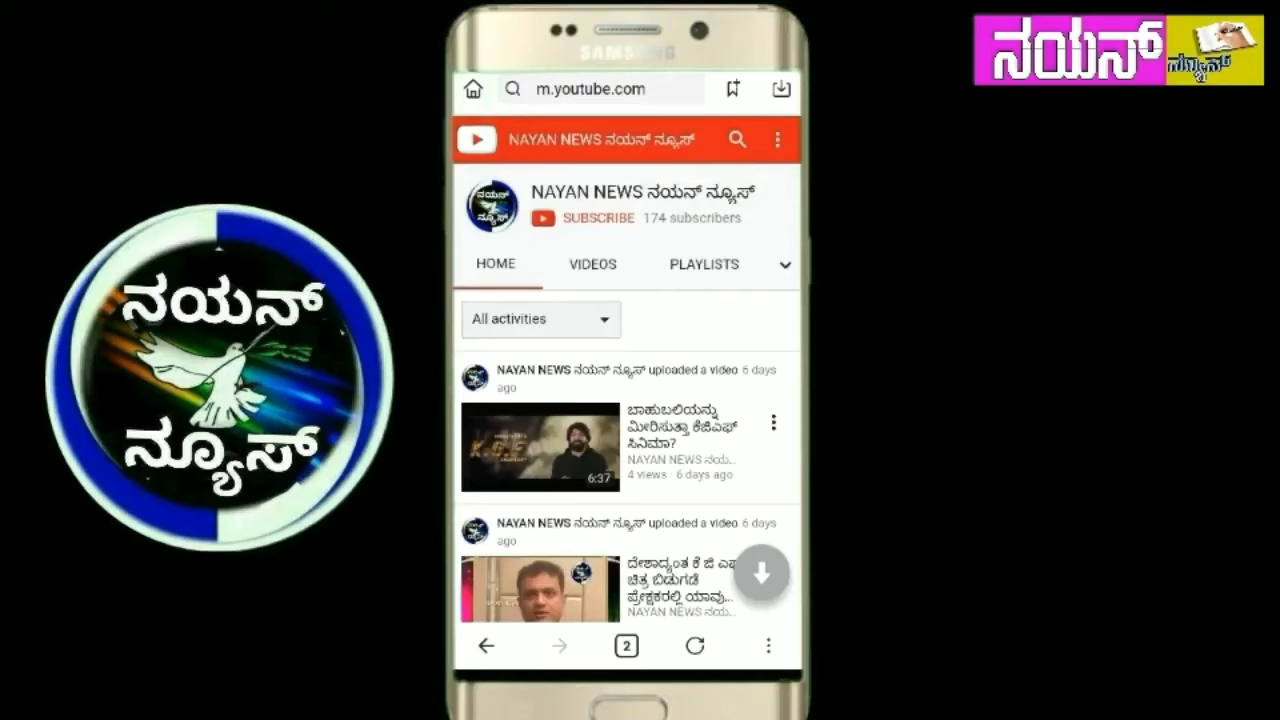 ನಯನ್ ನ್ಯೂಸ್
SAMSUNG
m.youtube.com
NAYAN NEWS ನಯನ್ ನ್ಯೂಸ್
NAYAN NEWS ನಯನ್ ನ್ಯೂಸ್
SUBSCRIBE 174 subscribers
HOME VIDEOS PLAYLISTS
All activities
NAYAN NEWS ನಯನ್ ನ್ಯೂಸ್ uploaded a video 6 days
ago
ಬಾಹುಬಲಿಯನ್ನು
ಮೀರಿಸುತ್ತಾ ಕೆಜಿಎಫ್
ಸಿನಿಮಾ?
NAYAN NEWS ನಯ...
4 views · 6 days ago
K.G.F
6:37
NAYAN NEWS ನಯನ್ ನ್ಯೂಸ್ uploaded a video 6 days
ago
ದೇಶಾದ್ಯಂತ ಕೆ ಜಿ ಎಫ್
ಚಿತ್ರ ಬಿಡುಗಡೆ
ಪ್ರೇಕ್ಷಕರಲ್ಲಿ ಯಾವು...
NAYAN NEWS ನಯ...
2
ನಯನ್
ನ್ಯೂಸ್